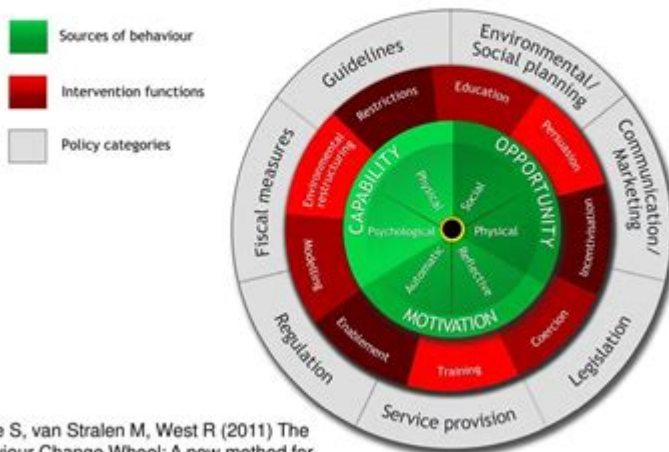 Sources of behaviour
Intervention functions
Policy categories
Guidelines
Environmental/
Social planning
Communication/
Marketing
Legislation
Service provision
Regulation
Fiscal measures
Restrictions
Education
Persuasion
Incentivisation
Coercion
Training
Enablement
Modelling
Environmental
restructuring
CAPABILITY
OPPORTUNITY
MOTIVATION
Physical
Social
Psychological
Physical
Automatic
Reflective
e S, van Stralen M, West R (2011) The
viour Change Wheel: A new method for